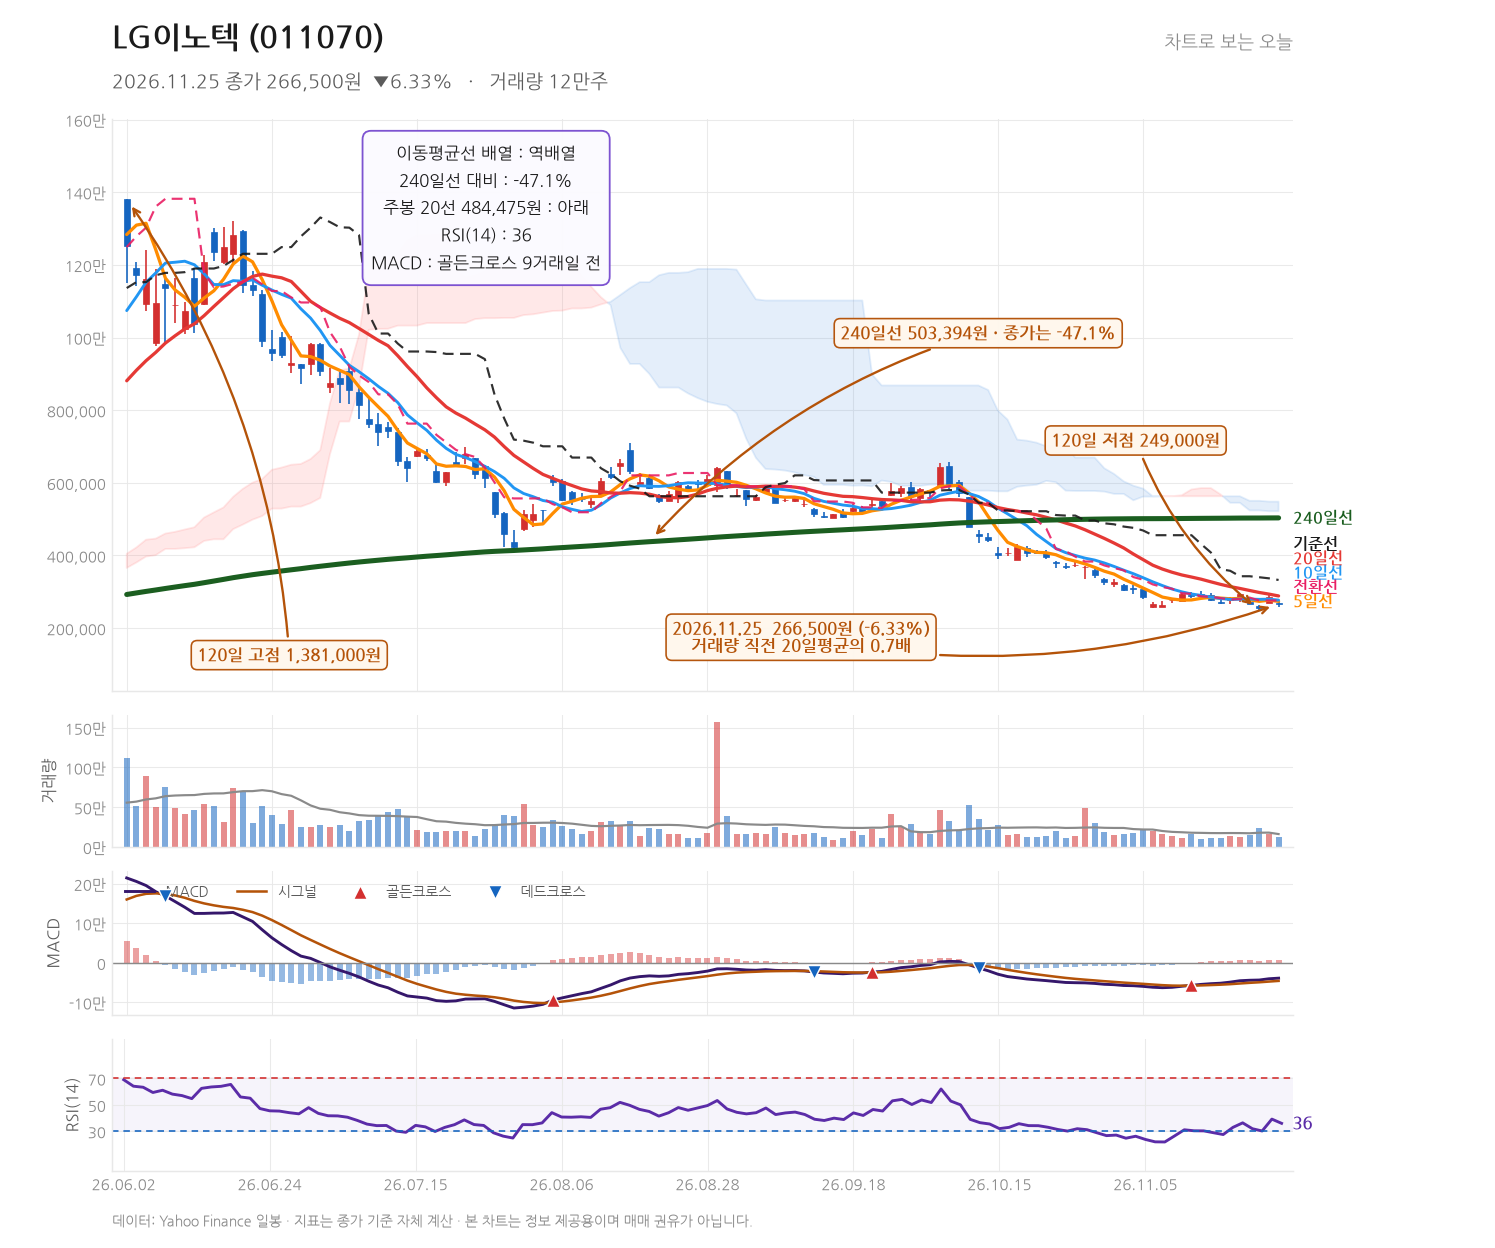 LG이노텍 (011070)
차트로 보는 오늘
2026.11.25 종가 266,500원 ▼6.33% · 거래량 12만주
160만
140만
120만
100만
800,000
600,000
400,000
200,000
이동평균선 배열 : 역배열
240일선 대비 : -47.1%
주봉 20선 484,475원 : 아래
RSI(14) : 36
MACD : 골든크로스 9거래일 전
240일선 503,394원 · 종가는 -47.1%
120일 저점 249,000원
120일 고점 1,381,000원
2026.11.25 266,500원 (-6.33%)
거래량 직전 20일평균의 0.7배
240일선
기준선
20일선
10일선
전환선
5일선
거래량
150만
100만
50만
0만
MACD
20만
10만
0
-10만
MACD
시그널
골든크로스
데드크로스
RSI(14)
70
50
30
36
26.06.02
26.06.24
26.07.15
26.08.06
26.08.28
26.09.18
26.10.15
26.11.05
데이터: Yahoo Finance 일봉 · 지표는 종가 기준 자체 계산 · 본 차트는 정보 제공용이며 매매 권유가 아닙니다.